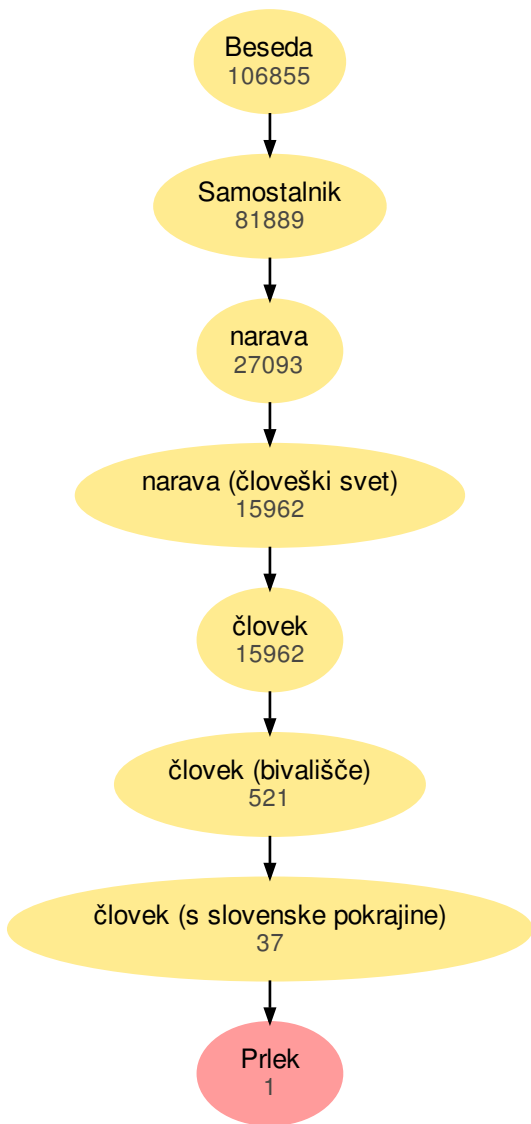 Beseda
106855
Samostalnik
81889
narava
27093
narava (človeški svet)
15962
človek
15962
človek (bivališče)
521
človek (s slovenske pokrajine)
37
Prlek
1